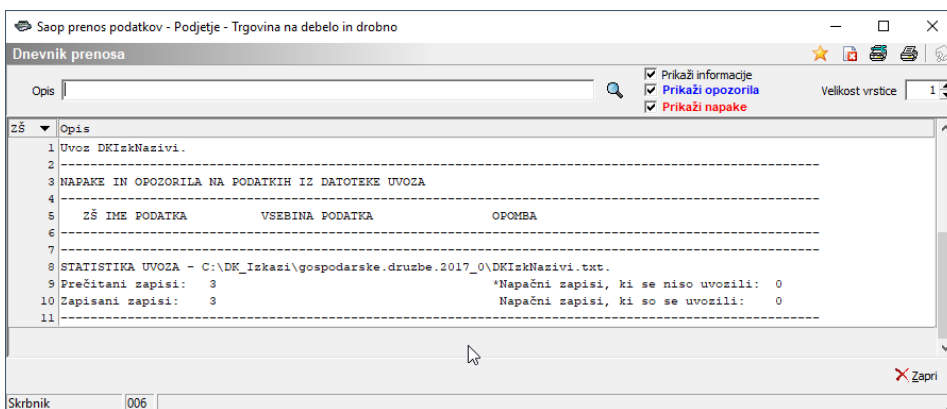 Saop prenos podatkov - Podjetje - Trgovina na debelo in drobno
Dnevnik prenosa
Opis
Prikaži informacije
Prikaži opozorila
Prikaži napake
Velikost vrstice 1
ZŠ Opis
1 Uvoz DKIzkNazivi.
2 ----------------------------------------------------------------
3 NAPAKE IN OPOZORILA NA PODATKIH IZ DATOTEKE UVOZA
4 ----------------------------------------------------------------
5 ZŠ IME PODATKA VSEBINA PODATKA OPOMBA
6 ----------------------------------------------------------------
7 ----------------------------------------------------------------
8 STATISTIKA UVOZA - C:\DK_Izkazi\gospodarske.druzbe.2017_0\DKIzkNazivi.txt.
9 Prečitani zapisi: 3 *Napačni zapisi, ki se niso uvozili: 0
10 Zapisani zapisi: 3 Napačni zapisi, ki so se uvozili: 0
11 ----------------------------------------------------------------
Zapri
Skrbnik 006